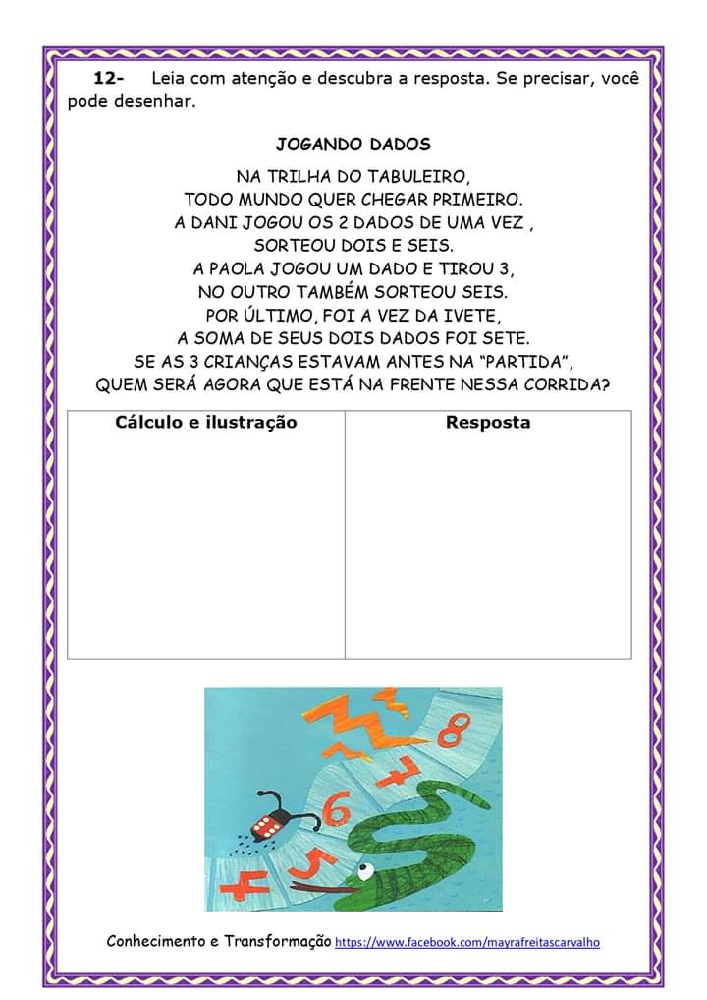 12- Leia com atenção e descubra a resposta. Se precisar, você
pode desenhar.
JOGANDO DADOS
NA TRILHA DO TABULEIRO,
TODO MUNDO QUER CHEGAR PRIMEIRO.
A DANI JOGOU OS 2 DADOS DE UMA VEZ ,
SORTEOU DOIS E SEIS.
A PAOLA JOGOU UM DADO E TIROU 3,
NO OUTRO TAMBÉM SORTEOU SEIS.
POR ÚLTIMO, FOI A VEZ DA IVETE,
A SOMA DE SEUS DOIS DADOS FOI SETE.
SE AS 3 CRIANÇAS ESTAVAM ANTES NA “PARTIDA”,
QUEM SERÁ AGORA QUE ESTÁ NA FRENTE NESSA CORRIDA?
Cálculo e ilustração
Resposta
8
7
6
5
4
Conhecimento e Transformação https://www.facebook.com/mayrafreitascarvalho